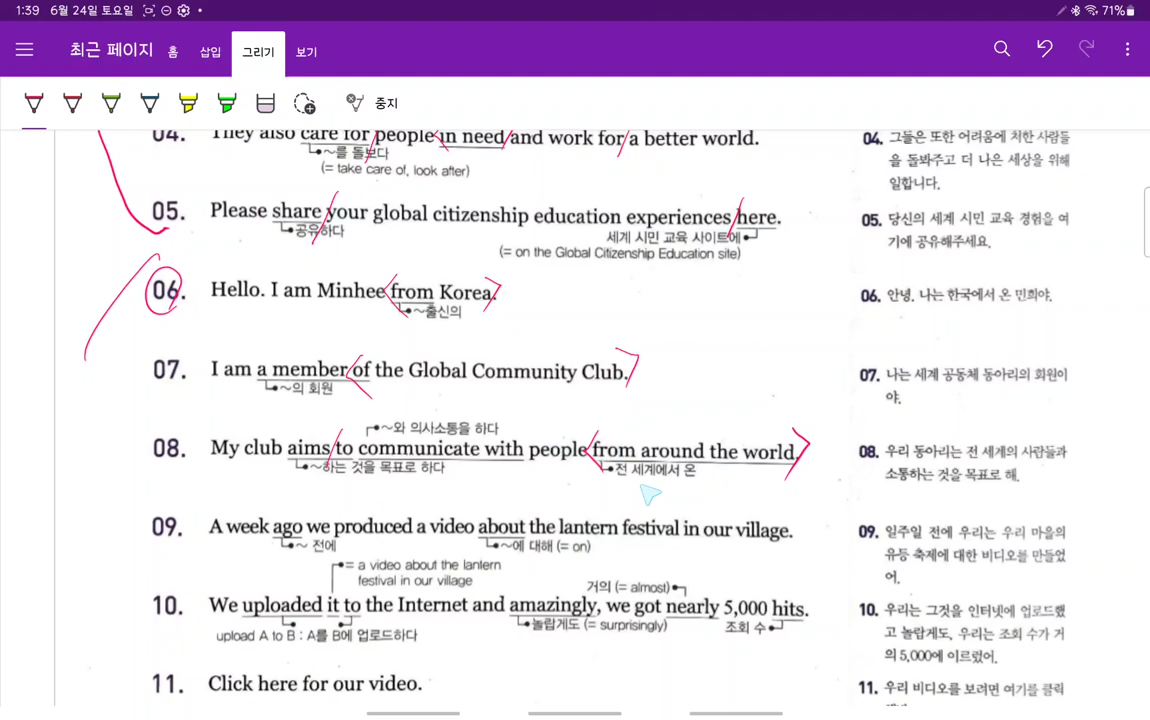 1:39 6월 24일 토요일 71%
최근 페이지 홈 삽입 그리기 보기
중지
04. They also care for people in need and work for a better world.
~를 돌보다
(= take care of, look after)
04. 그들은 또한 어려움에 처한 사람들
을 돌봐주고 더 나은 세상을 위해
일합니다.
05. Please share your global citizenship education experiences here.
공유하다
세계 시민 교육 사이트에
(= on the Global Citizenship Education site)
05. 당신의 세계 시민 교육 경험을 여
기에 공유해주세요.
06. Hello. I am Minhee from Korea.
~출신의
06. 안녕, 나는 한국에서 온 민희야.
07. I am a member of the Global Community Club.
~의 회원
07. 나는 세계 공동체 동아리의 회원이
야.
~와 의사소통을 하다
08. My club aims to communicate with people from around the world.
~하는 것을 목표로 하다
전 세계에서 온
08. 우리 동아리는 전 세계의 사람들과
소통하는 것을 목표로 해.
09. A week ago we produced a video about the lantern festival in our village.
~ 전에
~에 대해 (= on)
09. 일주일 전에 우리는 우리 마을의
유등 축제에 대한 비디오를 만들었
어.
= a video about the lantern
festival in our village
거의 (= almost)
10. We uploaded it to the Internet and amazingly, we got nearly 5,000 hits.
upload A to B : A를 B에 업로드하다
놀랍게도 (= surprisingly)
조회 수
10. 우리는 그것을 인터넷에 업로드했
고 놀랍게도, 우리는 조회 수가 거
의 5,000에 이르렀어.
11. Click here for our video.
11. 우리 비디오를 보려면 여기를 클릭